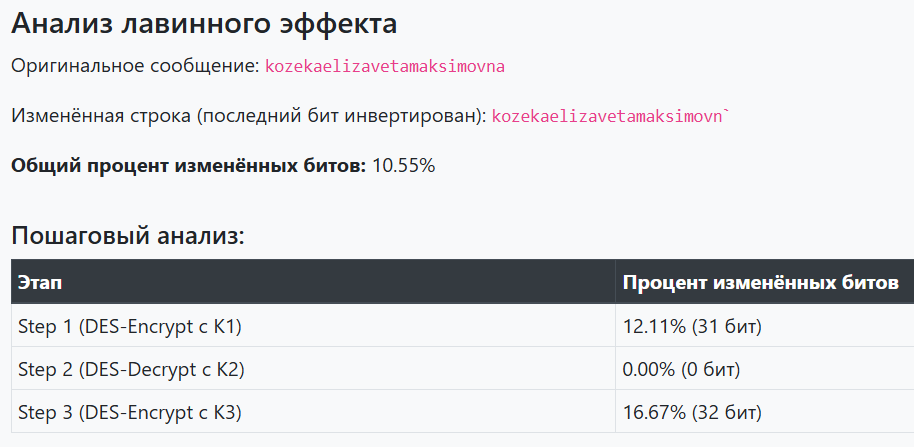 Анализ лавинного эффекта
Оригинальное сообщение: kozekaelizavetamaksimovna
Изменённая строка (последний бит инвертирован): kozekaelizavetamaksimovn`
Общий процент изменённых битов: 10.55%
Пошаговый анализ:
Этап Процент изменённых битов
Step 1 (DES-Encrypt с K1) 12.11% (31 бит)
Step 2 (DES-Decrypt с K2) 0.00% (0 бит)
Step 3 (DES-Encrypt с K3) 16.67% (32 бит)